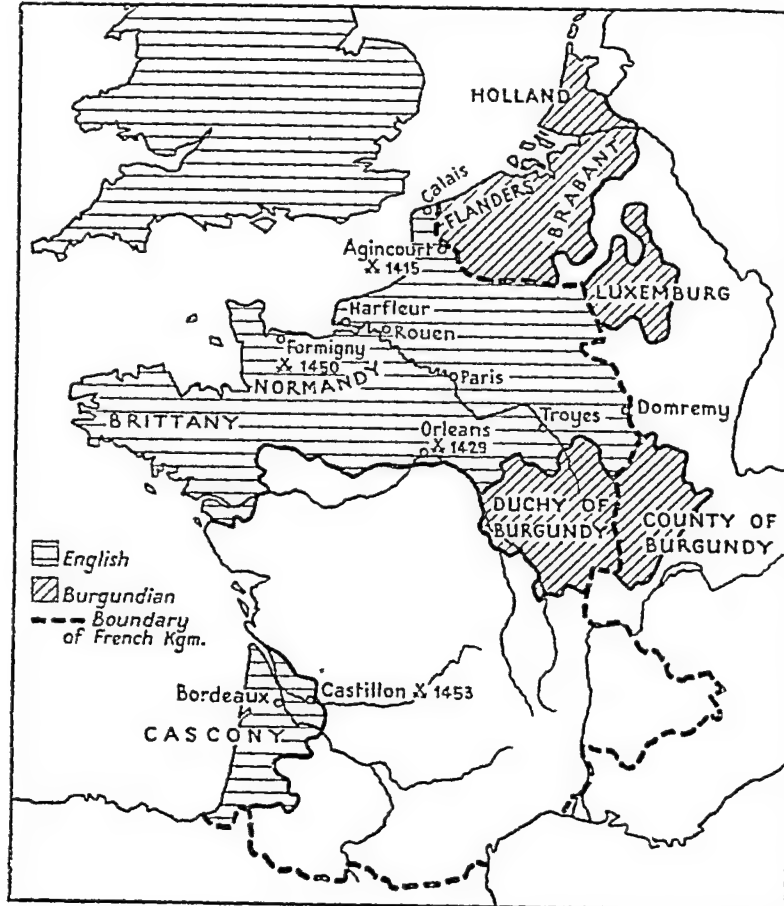 HOLLAND
Calais
FLANDERS
BRABANT
Agincourt
X 1415
LUXEMBURG
Harfleur
Rouen
Formigny
X 1450
NORMANDY
Paris
BRITTANY
Orleans
X 1429
Troyes
Domremy
DUCHY OF
BURGUNDY
COUNTY OF
BURGUNDY
English
Burgundian
Boundary
of French Kgm.
Bordeaux
Castillon X 1453
CASCONY